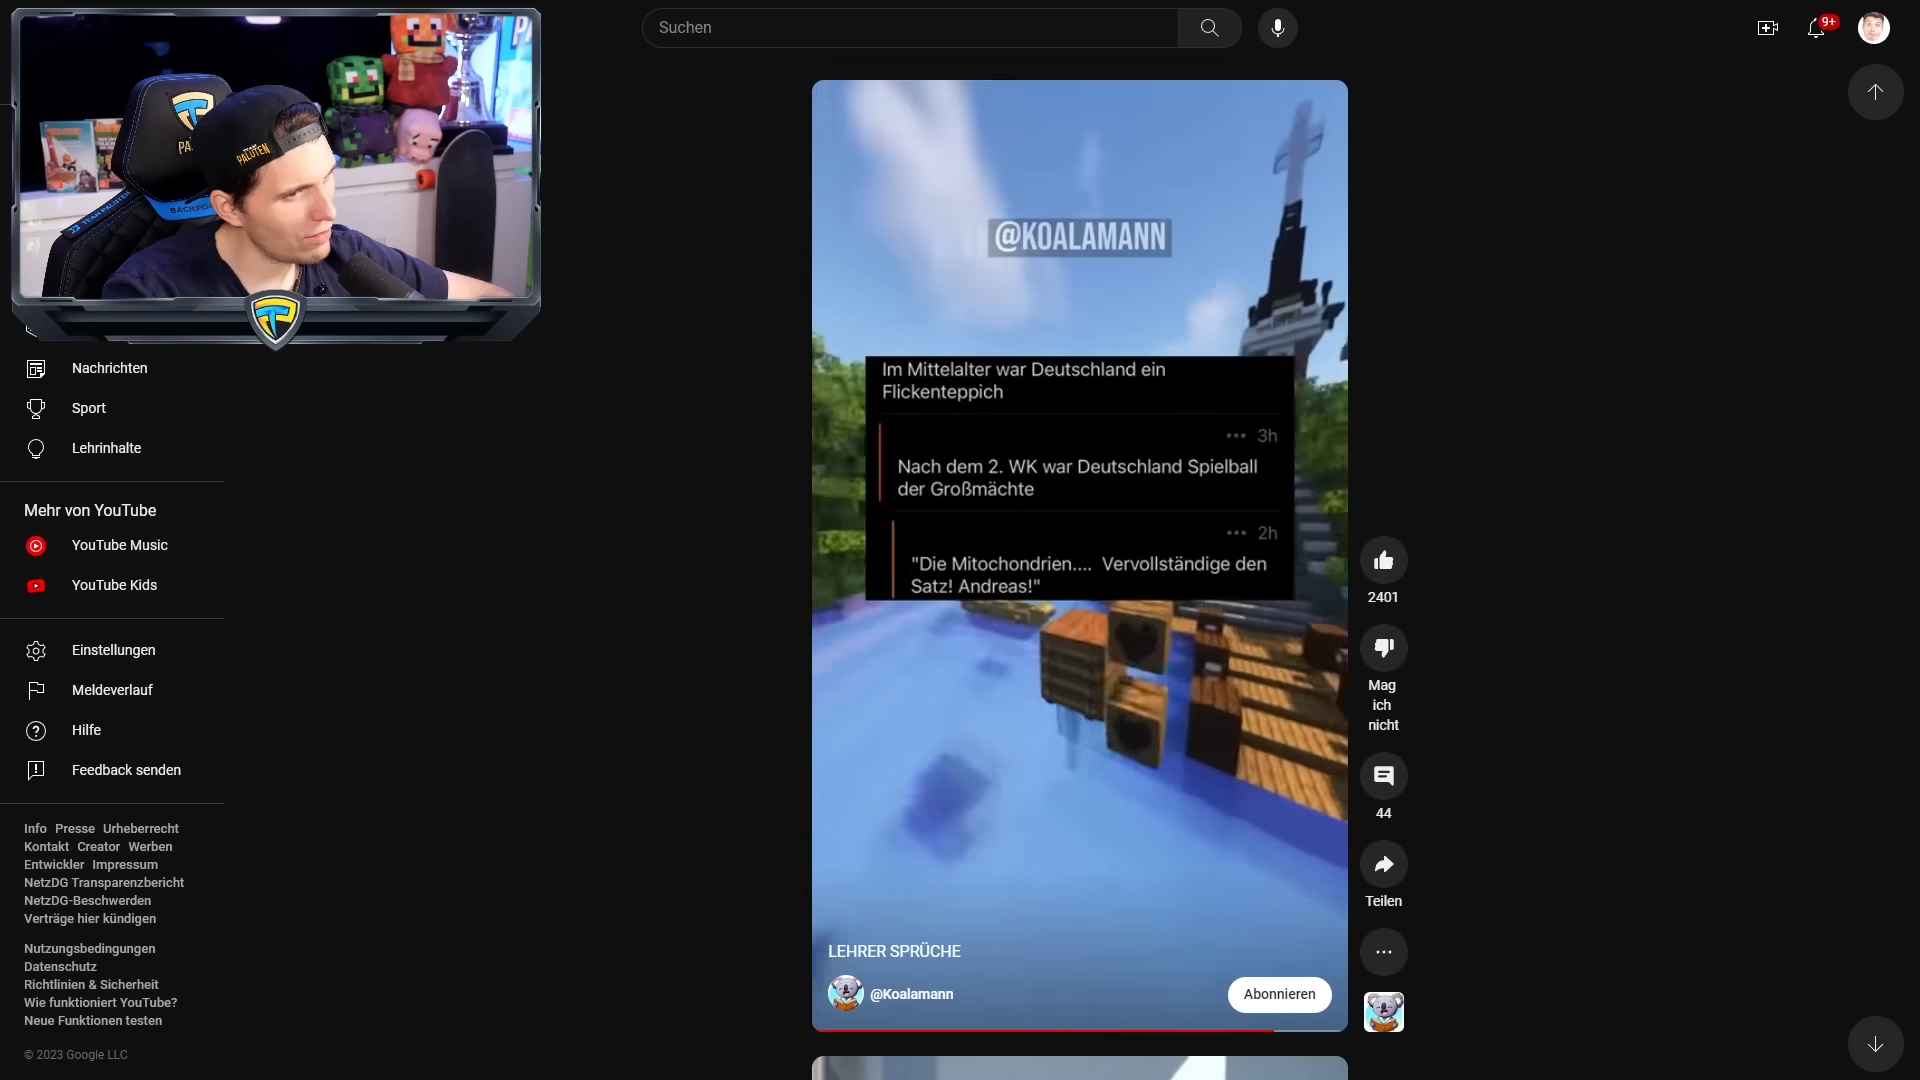 PALUTEN
TEAM PALUTEN
Suchen
9+
@KOALAMANN
Im Mittelalter war Deutschland ein
Flickenteppich
••• 3h
Nach dem 2. WK war Deutschland Spielball
der Großmächte
••• 2h
"Die Mitochondrien.... Vervollständige den
Satz! Andreas!"
Nachrichten
Sport
Lehrinhalte
Mehr von YouTube
YouTube Music
YouTube Kids
Einstellungen
Meldeverlauf
Hilfe
Feedback senden
Info Presse Urheberrecht
Kontakt Creator Werben
Entwickler Impressum
NetzDG Transparenzbericht
NetzDG-Beschwerden
Verträge hier kündigen
Nutzungsbedingungen
Datenschutz
Richtlinien & Sicherheit
Wie funktioniert YouTube?
Neue Funktionen testen
© 2023 Google LLC
2401
Mag
ich
nicht
44
Teilen
LEHRER SPRÜCHE
@Koalamann
Abonnieren